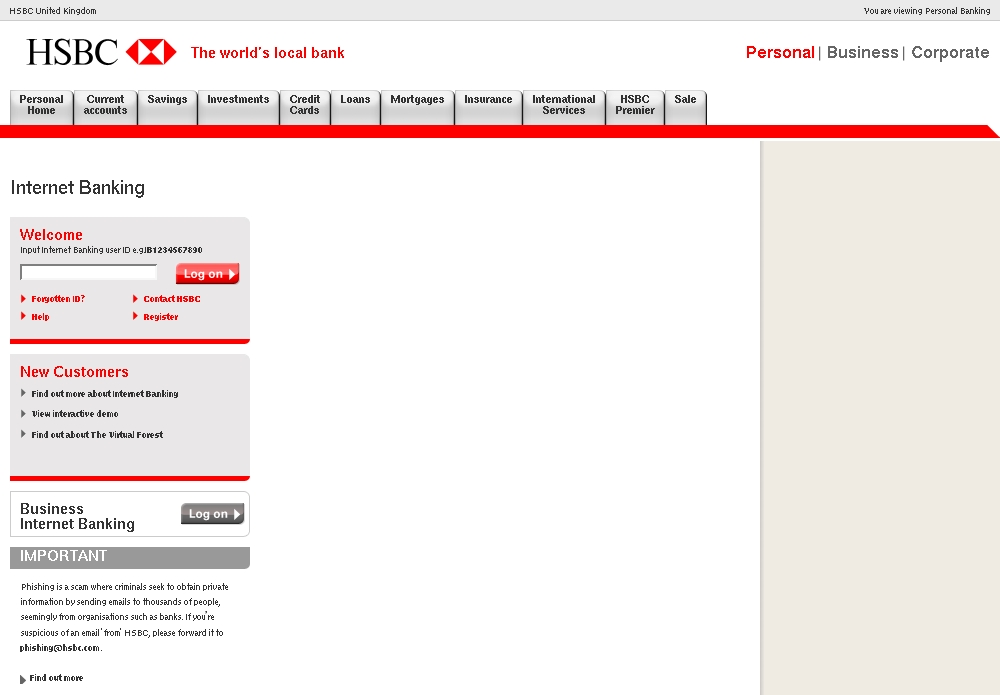 HSBC United Kingdom
You are viewing Personal Banking
HSBC The world's local bank
Personal | Business | Corporate
Personal Home
Current accounts
Savings
Investments
Credit Cards
Loans
Mortgages
Insurance
International Services
HSBC Premier
Sale
Internet Banking
Welcome
Input Internet Banking user ID e.g.IB1234567890
Log on
Forgotten ID?
Contact HSBC
Help
Register
New Customers
Find out more about Internet Banking
View interactive demo
Find out about The Virtual Forest
Business
Internet Banking
Log on
IMPORTANT
Phishing is a scam where criminals seek to obtain private
information by sending emails to thousands of people,
seemingly from organisations such as banks. If you're
suspicious of an email 'from' HSBC, please forward it to
phishing@hsbc.com.
Find out more